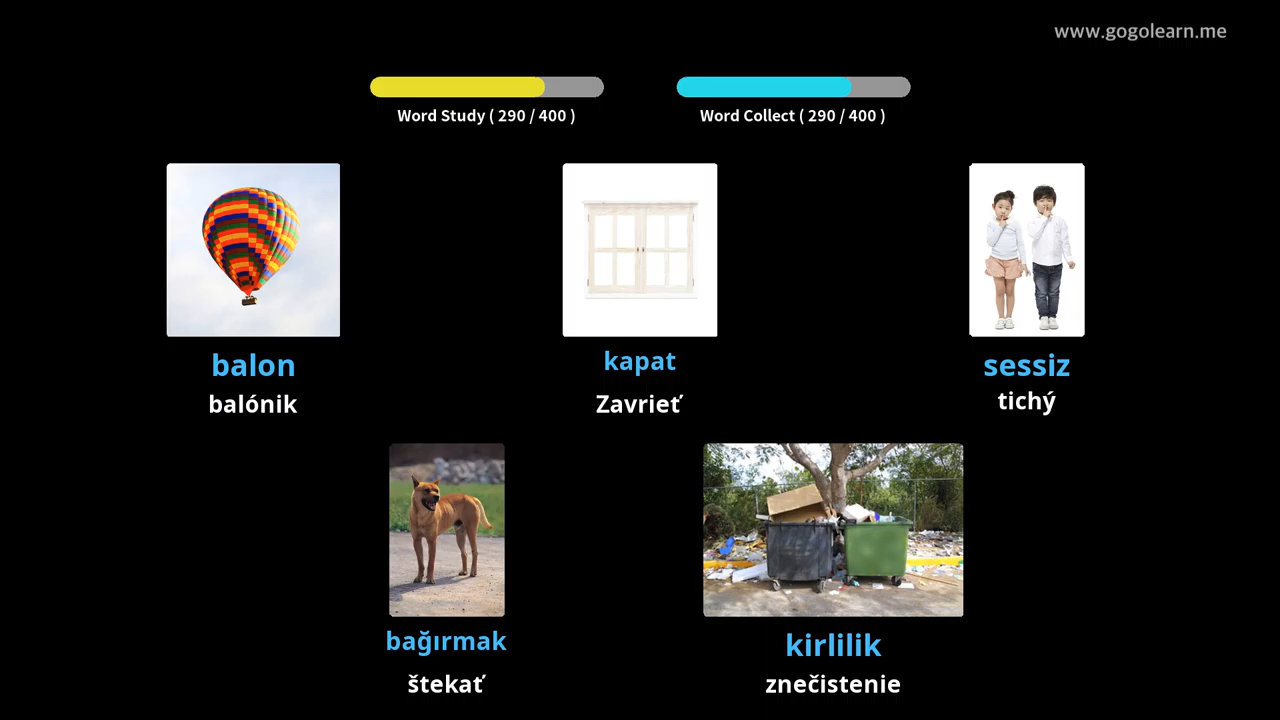 www.gogolearn.me
Word Study ( 290 / 400 )
Word Collect ( 290 / 400 )
balon
balónik
kapat
Zavrieť
sessiz
tichý
bağırmak
štekať
kirlilik
znečistenie